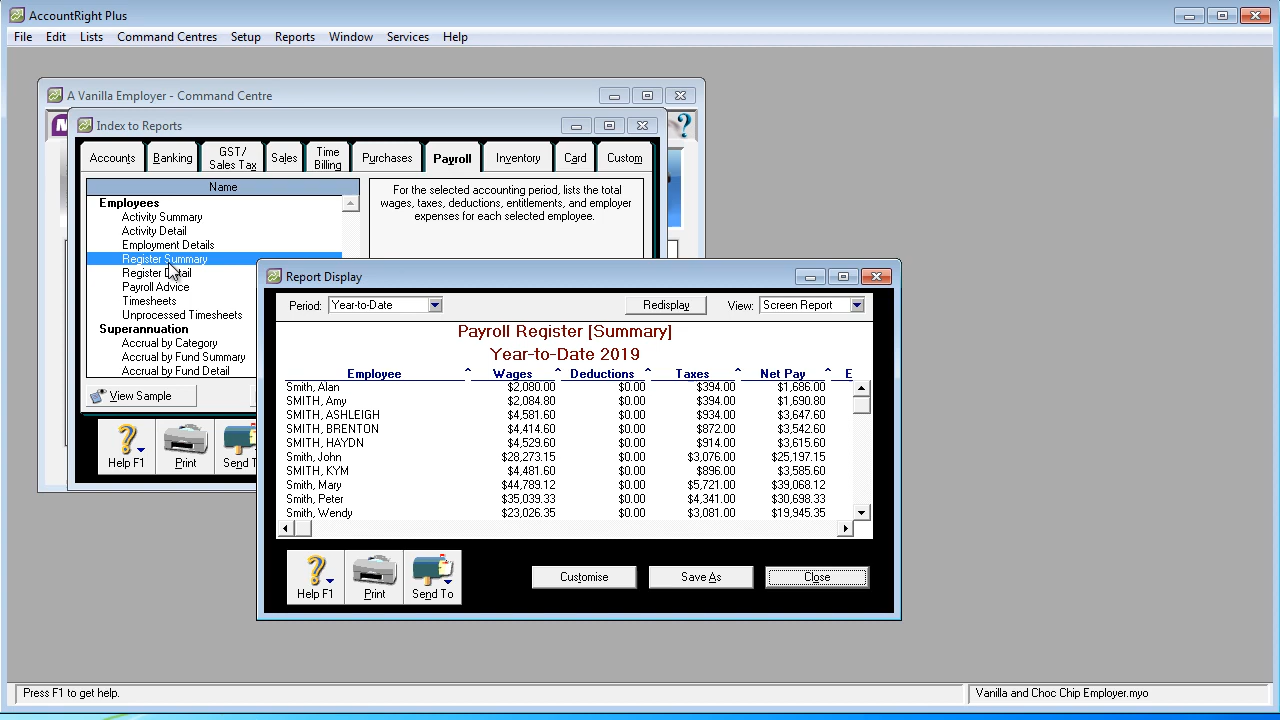 AccountRight Plus
File Edit Lists Command Centres Setup Reports Window Services Help
A Vanilla Employer - Command Centre
Index to Reports
Accounts Banking GST/ Sales Tax Sales Time Billing Purchases Payroll Inventory Card Custom
Name
Employees
Activity Summary
Activity Detail
Employment Details
Register Summary
Register Detail
Payroll Advice
Timesheets
Unprocessed Timesheets
Superannuation
Accrual by Category
Accrual by Fund Summary
Accrual by Fund Detail
For the selected accounting period, lists the total
wages, taxes, deductions, entitlements, and employer
expenses for each selected employee.
View Sample
Help F1 Print Send T
Report Display
Period: Year-to-Date Redisplay View: Screen Report
Payroll Register [Summary]
Year-to-Date 2019
Employee Wages Deductions Taxes Net Pay E
Smith, Alan $2,080.00 $0.00 $394.00 $1,686.00
SMITH, Amy $2,084.80 $0.00 $394.00 $1,690.80
SMITH, ASHLEIGH $4,581.60 $0.00 $934.00 $3,647.60
SMITH, BRENTON $4,414.60 $0.00 $872.00 $3,542.60
SMITH, HAYDN $4,529.60 $0.00 $914.00 $3,615.60
Smith, John $28,273.15 $0.00 $3,076.00 $25,197.15
SMITH, KYM $4,481.60 $0.00 $896.00 $3,585.60
Smith, Mary $44,789.12 $0.00 $5,721.00 $39,068.12
Smith, Peter $35,039.33 $0.00 $4,341.00 $30,698.33
Smith, Wendy $23,026.35 $0.00 $3,081.00 $19,945.35
Help F1 Print Send To Customise Save As Close
Press F1 to get help. Vanilla and Choc Chip Employer.myo